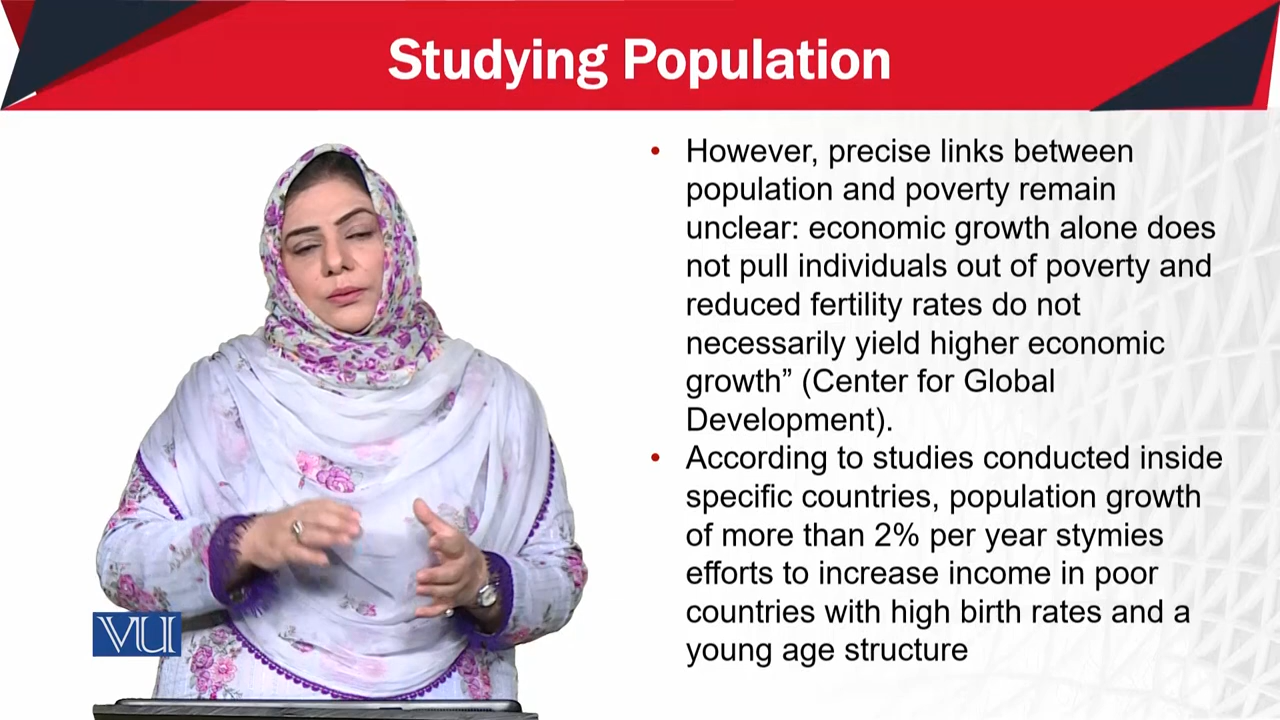 Studying Population
• However, precise links between
population and poverty remain
unclear: economic growth alone does
not pull individuals out of poverty and
reduced fertility rates do not
necessarily yield higher economic
growth” (Center for Global
Development).
• According to studies conducted inside
specific countries, population growth
of more than 2% per year stymies
efforts to increase income in poor
countries with high birth rates and a
young age structure
VU